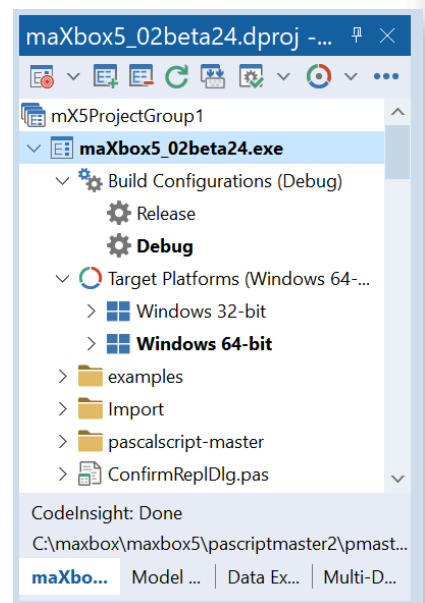 maXbox5_02beta24.dproj -...
mX5ProjectGroup1
maXbox5_02beta24.exe
Build Configurations (Debug)
Release
Debug
Target Platforms (Windows 64-...
Windows 32-bit
Windows 64-bit
examples
Import
pascalscript-master
ConfirmReplDlg.pas
CodeInsight: Done
C:\maxbox\maxbox5\pascriptmaster2\pmast...
maXbo... Model ... Data Ex... Multi-D...